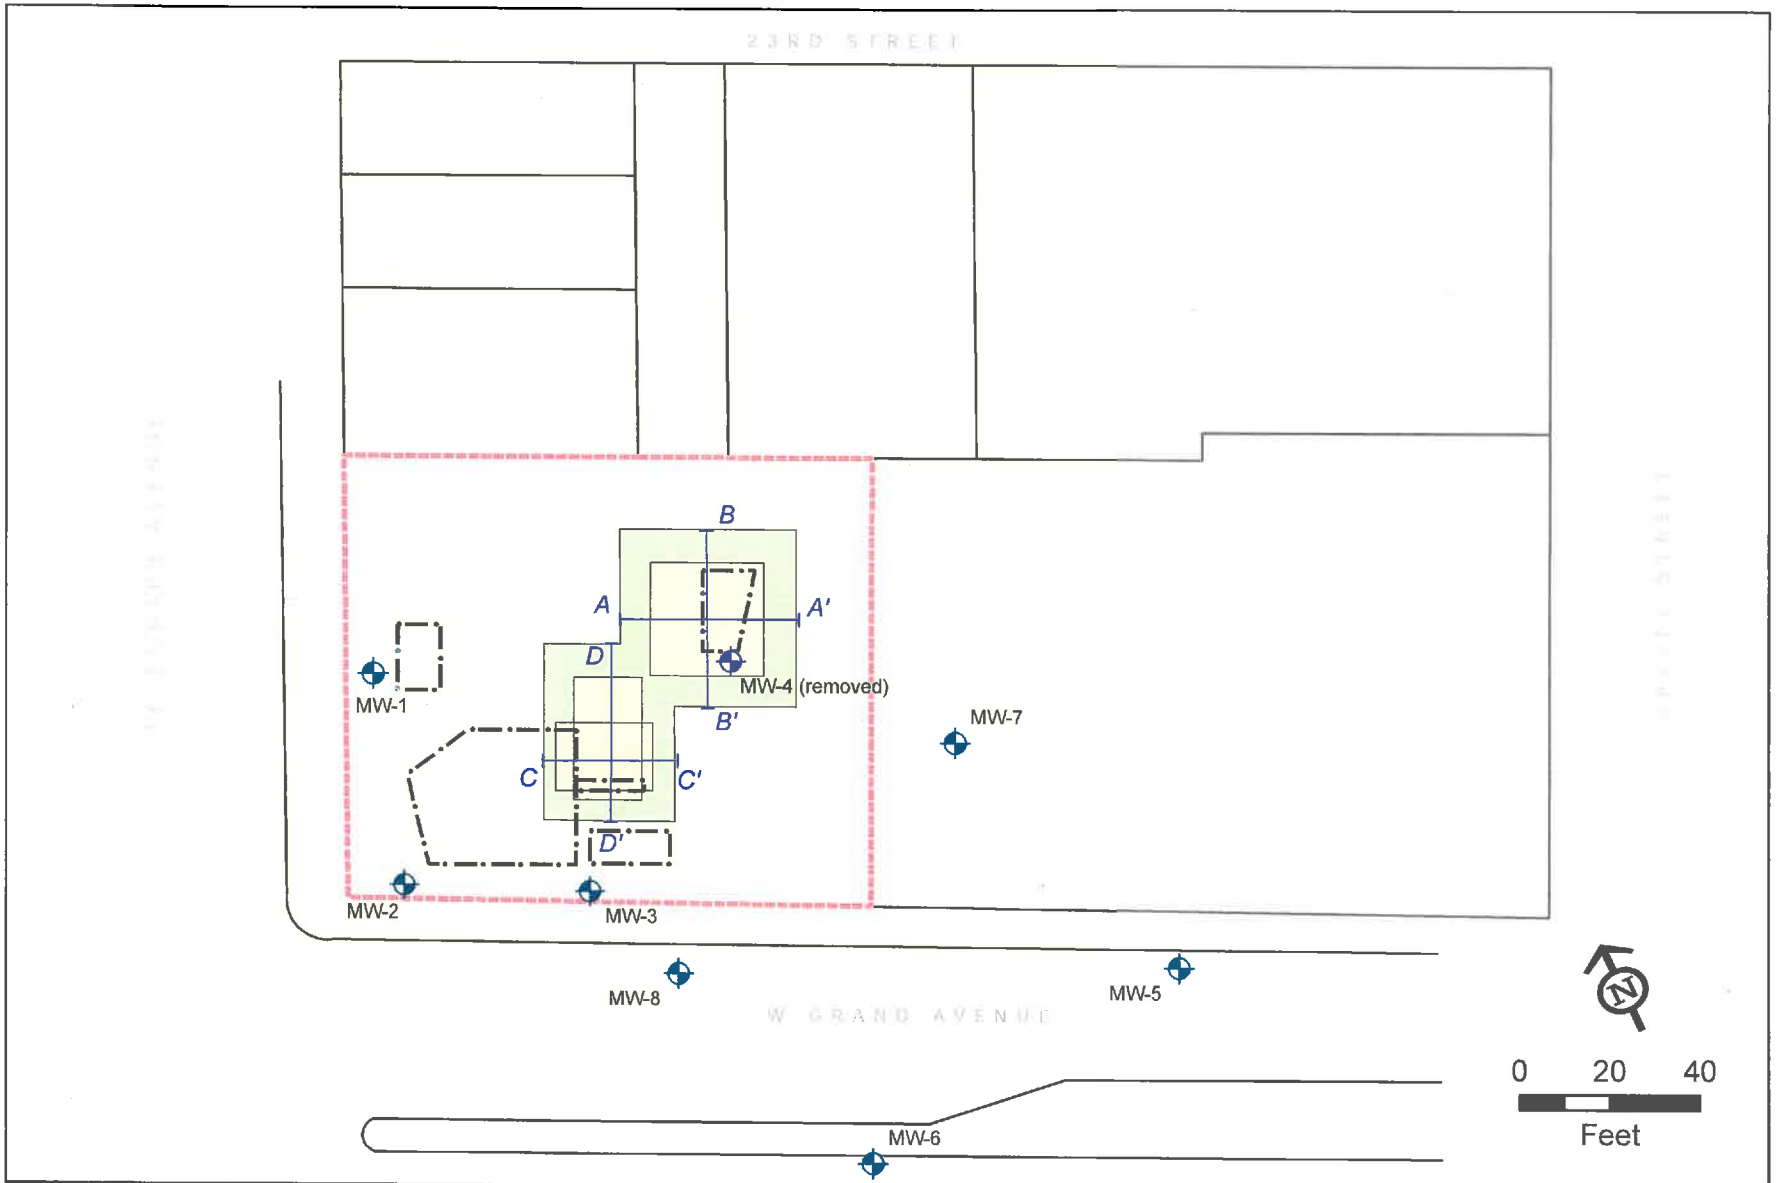 23RD STREET
B
A
A'
D
MW-4 (removed)
MW-1
B'
MW-7
C
C'
D'
MW-2
MW-3
MW-8
MW-5
W GRAND AVENUE
N
0 20 40
Feet
MW-6